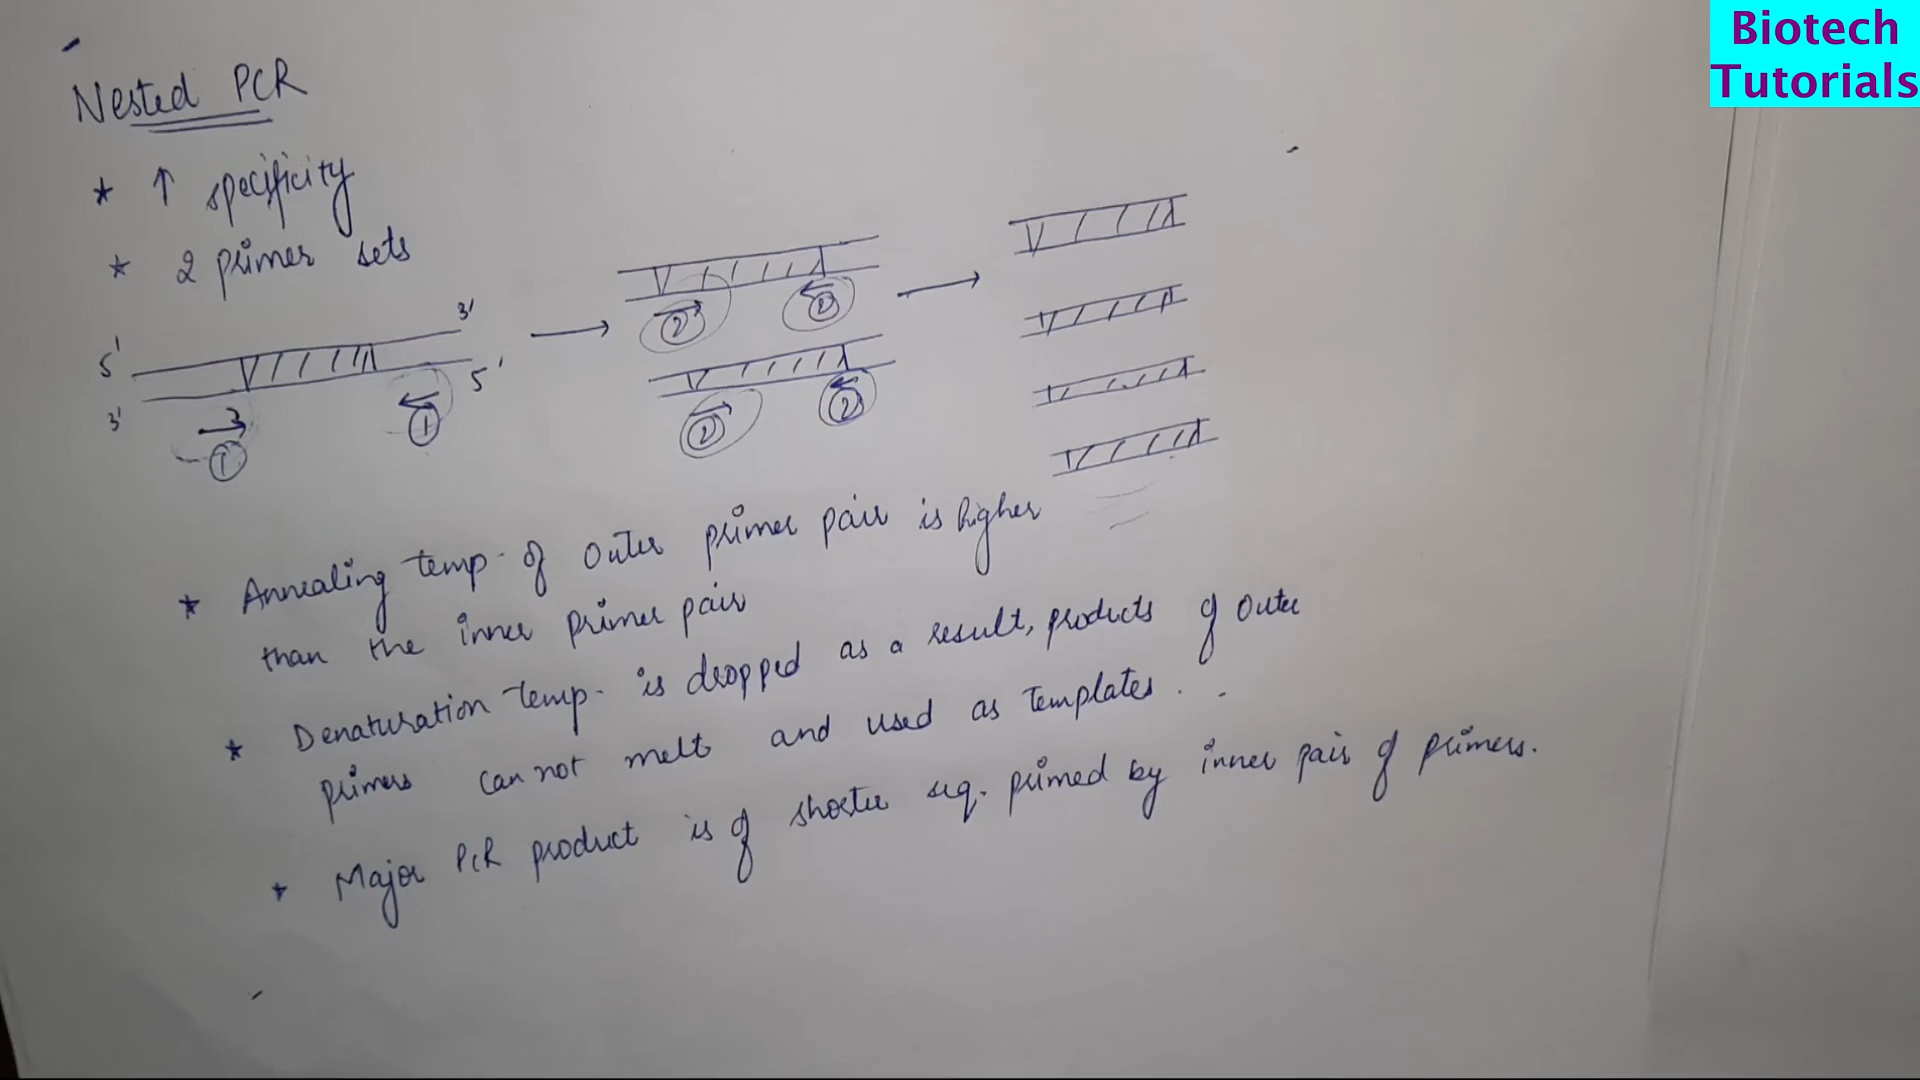 Biotech
Tutorials
Nested PCR
* ↑ specificity
* 2 primer sets
5' 3'
3' 5'
① ①
② ②
② ②
* Annealing temp. of outer primer pair is higher
than the inner primer pair
* Denaturation temp. is dropped as a result, products of outer
primers can not melt and used as templates.
* Major PCR product is of shorter seq. primed by inner pair of primers.